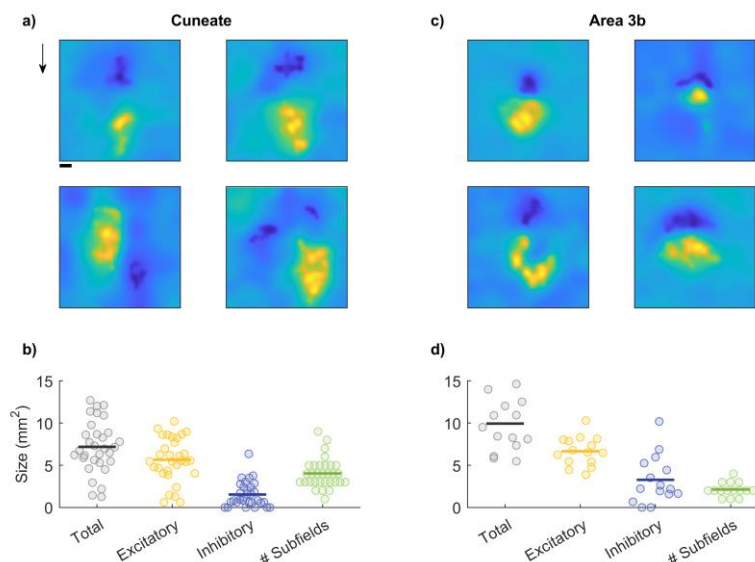 a) Cuneate
c) Area 3b
b)
15
10
5
0
Size (mm²)
Total
Excitatory
Inhibitory
# Subfields
d)
15
10
5
0
Total
Excitatory
Inhibitory
# Subfields